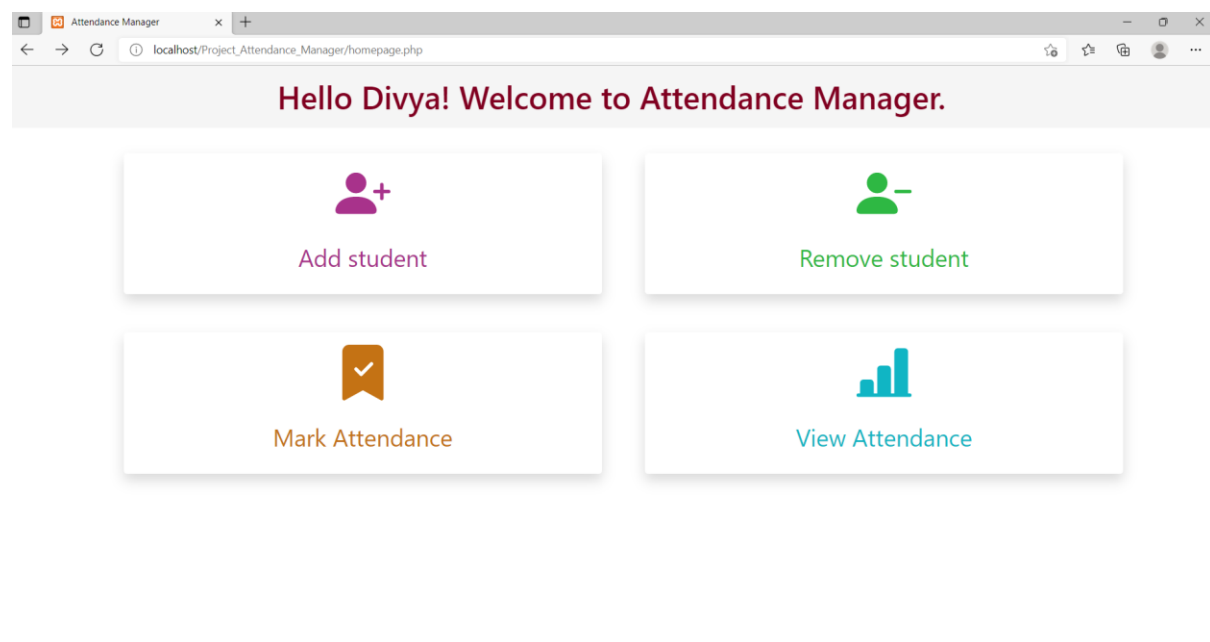 Attendance Manager
localhost/Project_Attendance_Manager/homepage.php
Hello Divya! Welcome to Attendance Manager.
Add student
Remove student
Mark Attendance
View Attendance